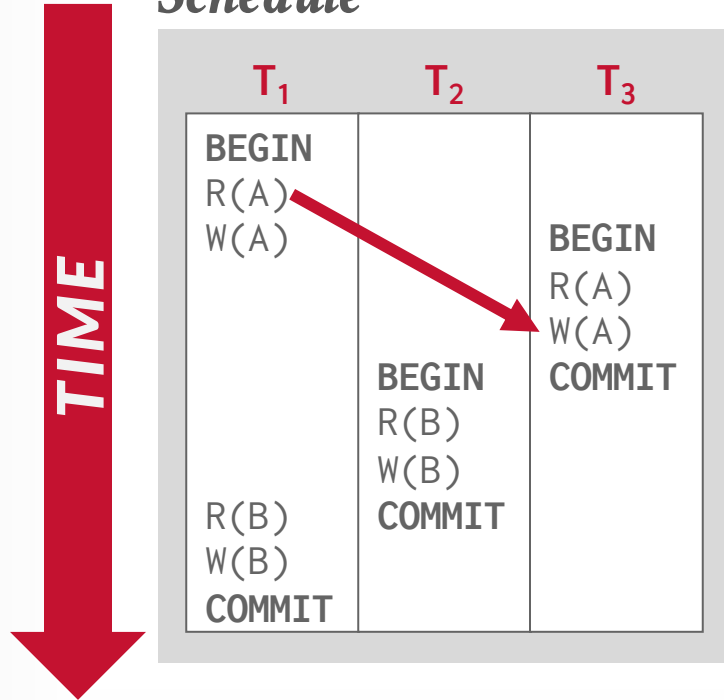 Schedule
TIME
T₁ T₂ T₃
BEGIN
R(A)
W(A) BEGIN
R(A)
W(A)
BEGIN COMMIT
R(B)
W(B)
R(B) COMMIT
W(B)
COMMIT